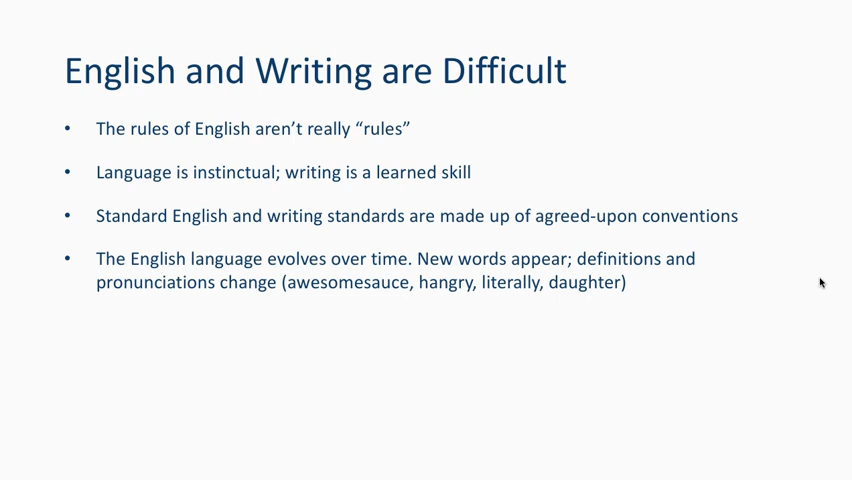 English and Writing are Difficult
• The rules of English aren’t really “rules”
• Language is instinctual; writing is a learned skill
• Standard English and writing standards are made up of agreed-upon conventions
• The English language evolves over time. New words appear; definitions and
pronunciations change (awesomesauce, hangry, literally, daughter)